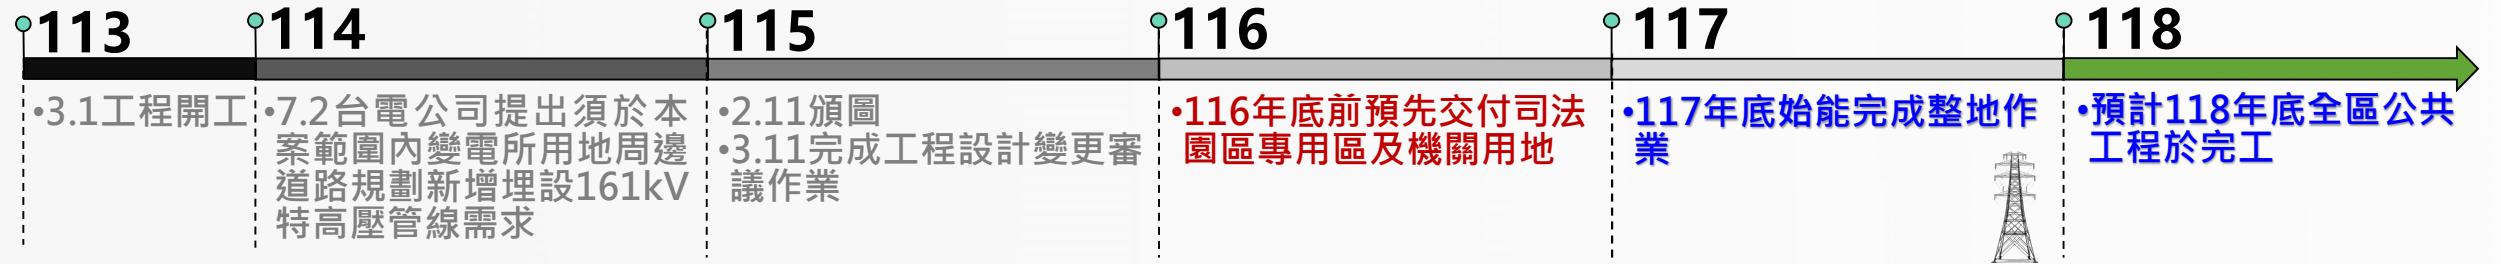 113
114
115
116
117
118
•3.1工程開工
•7.2台電公司提出須於本
安範園內變電所用地周邊
道路規劃新增埋設161kV
特高壓管線需求
•2.11頒圖
•3.11完成工程設計變更審
議作業
•116年底前預先交付司法
園區專用區及機關用地
•117年底始能完成整地作
業
•預計118年底全區公共
工程於完工